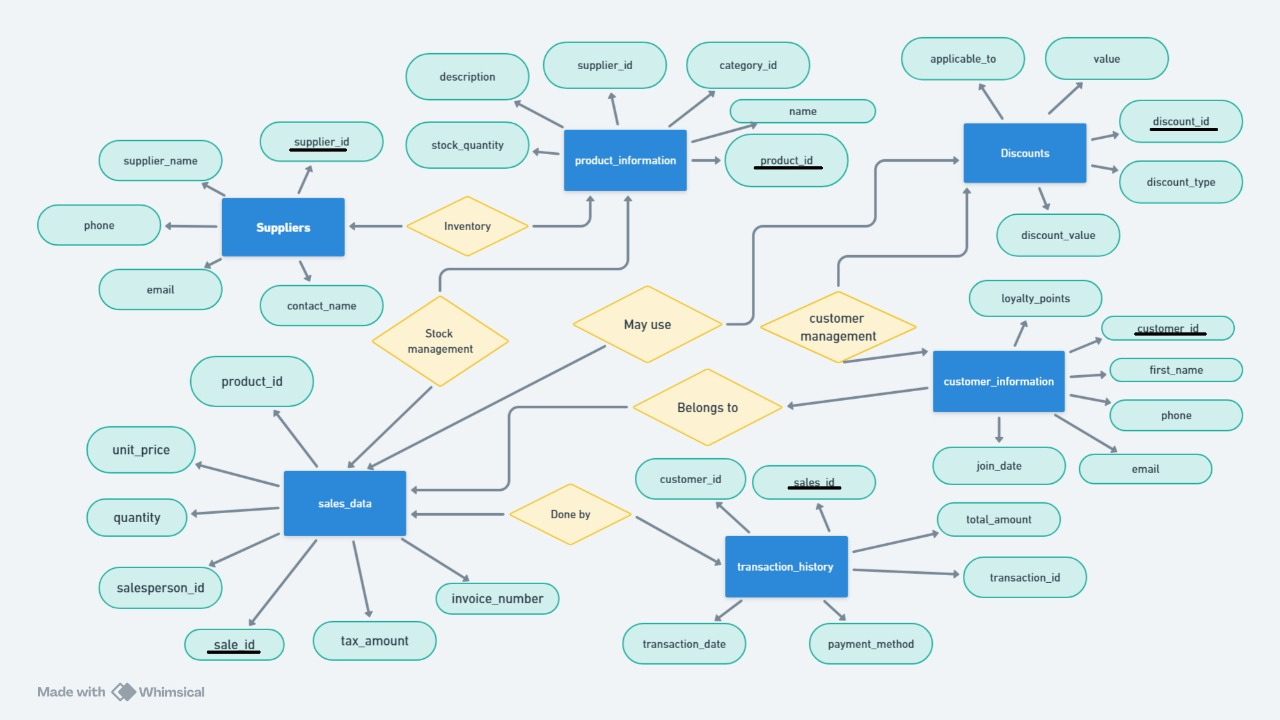 description
supplier_id
category_id
name
stock_quantity
product_information
product_id
applicable_to
value
discount_id
Discounts
discount_type
discount_value
supplier_name
supplier_id
phone
Suppliers
Inventory
email
contact_name
Stock
management
May use
customer
management
loyalty_points
customer_id
customer_information
first_name
phone
join_date
email
Belongs to
product_id
unit_price
sales_data
quantity
salesperson_id
sale_id
tax_amount
invoice_number
Done by
customer_id
sales_id
total_amount
transaction_history
transaction_id
transaction_date
payment_method
Made with Whimsical